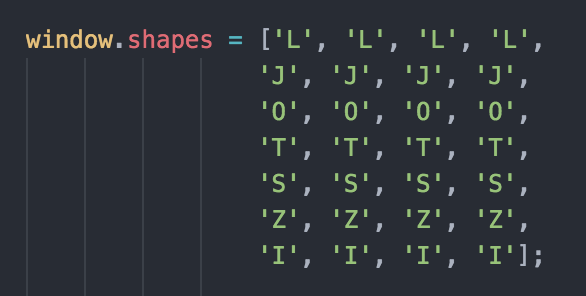 window.shapes = ['L', 'L', 'L', 'L',
'J', 'J', 'J', 'J',
'O', 'O', 'O', 'O',
'T', 'T', 'T', 'T',
'S', 'S', 'S', 'S',
'Z', 'Z', 'Z', 'Z',
'I', 'I', 'I', 'I'];